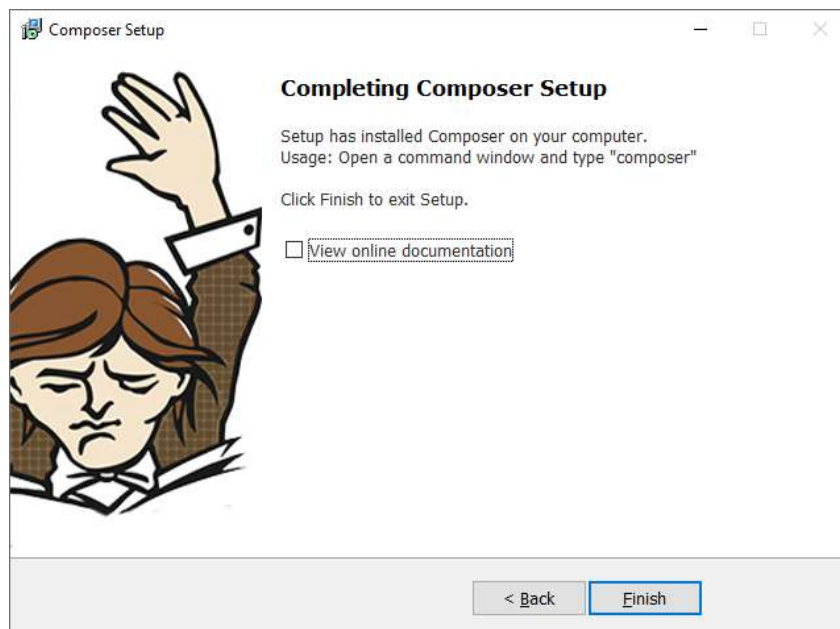 Composer Setup
Completing Composer Setup
Setup has installed Composer on your computer.
Usage: Open a command window and type "composer"
Click Finish to exit Setup.
View online documentation
< Back
Finish